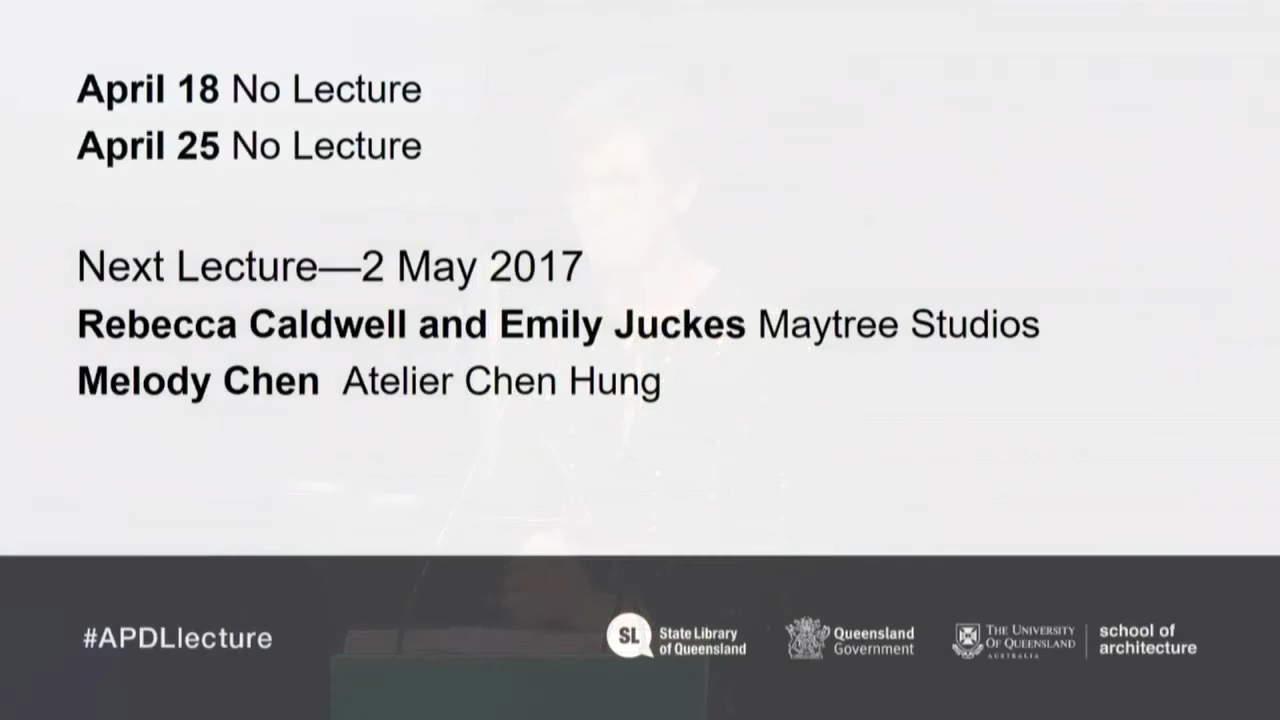 April 18 No Lecture
April 25 No Lecture
Next Lecture—2 May 2017
Rebecca Caldwell and Emily Juckes Maytree Studios
Melody Chen Atelier Chen Hung
#APDLlecture
SL
State Library
of Queensland
Queensland
Government
THE UNIVERSITY
OF QUEENSLAND
AUSTRALIA
school of
architecture